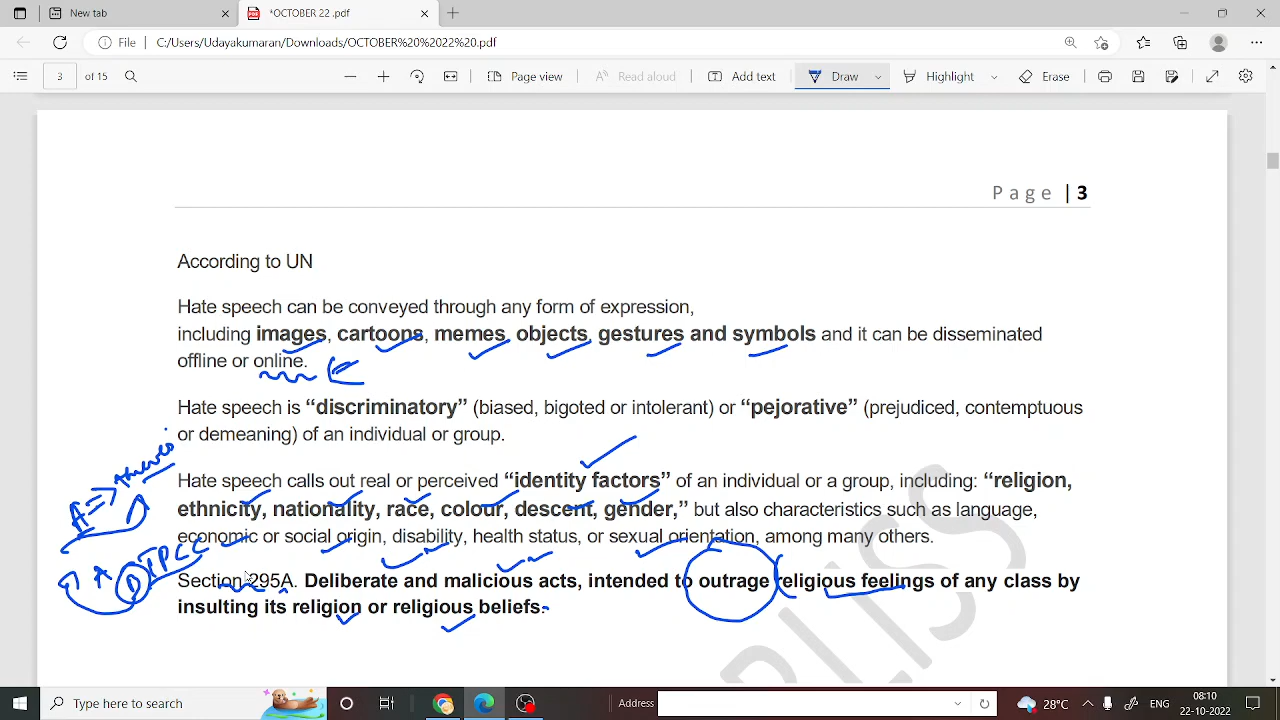 New tab
*OCTOBER 22 .pdf
File C:/Users/Udayakumaran/Downloads/OCTOBER%20%2022%20.pdf
3 of 15 Page view Read aloud Add text Draw Highlight Erase
Page | 3
According to UN
Hate speech can be conveyed through any form of expression,
including images, cartoons, memes, objects, gestures and symbols and it can be disseminated
offline or online.
Hate speech is “discriminatory” (biased, bigoted or intolerant) or “pejorative” (prejudiced, contemptuous
or demeaning) of an individual or group.
Hate speech calls out real or perceived “identity factors” of an individual or a group, including: “religion,
ethnicity, nationality, race, colour, descent, gender,” but also characteristics such as language,
economic or social origin, disability, health status, or sexual orientation, among many others.
Section 295A. Deliberate and malicious acts, intended to outrage religious feelings of any class by
insulting its religion or religious beliefs.
Type here to search
Address
28°C
ENG
08:10
22-10-2022